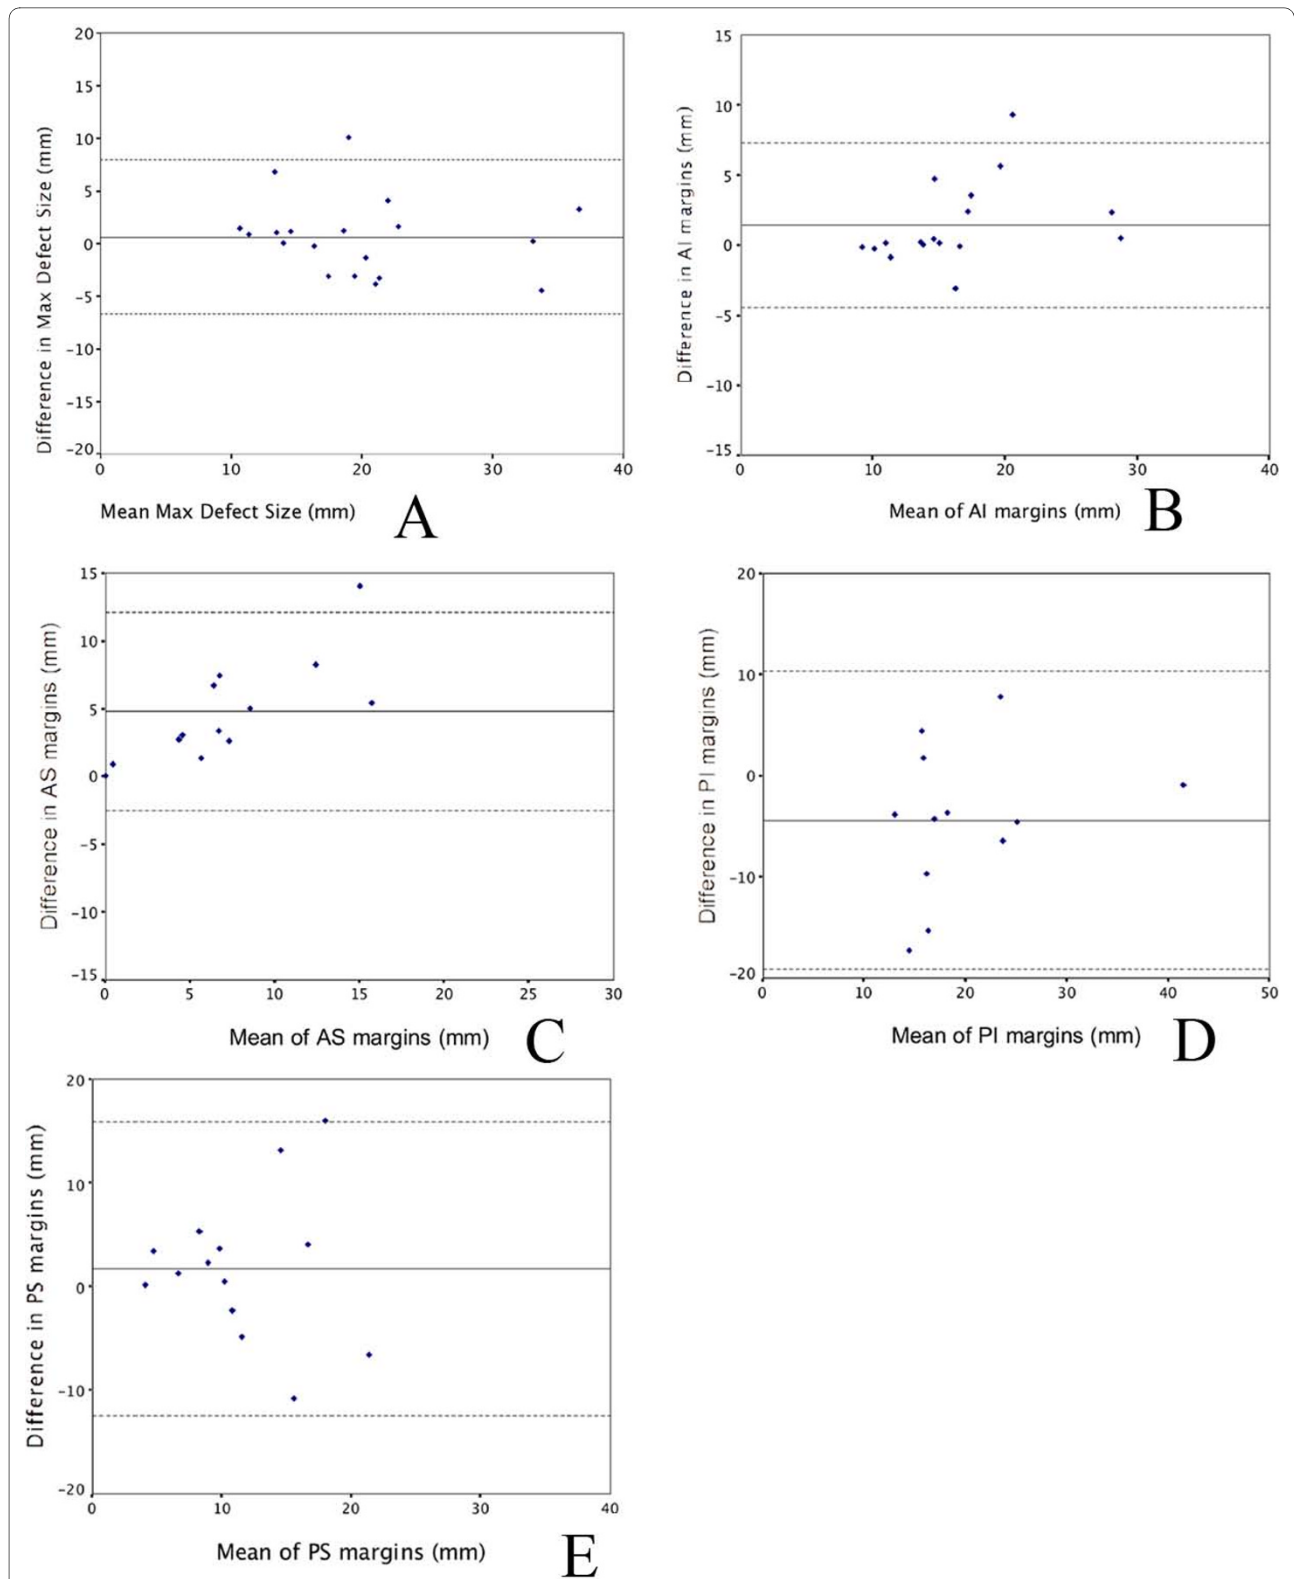 20
15
10
5
0
−5
−10
−15
−20
0 10 20 30 40
Difference in Max Defect Size (mm)
Mean Max Defect Size (mm)
A
15
10
5
0
−5
−10
−15
0 10 20 30 40
Difference in AI margins (mm)
Mean of AI margins (mm)
B
15
10
5
0
−5
−10
−15
0 5 10 15 20 25 30
Difference in AS margins (mm)
Mean of AS margins (mm)
C
20
10
0
−10
−20
0 10 20 30 40 50
Difference in PI margins (mm)
Mean of PI margins (mm)
D
20
10
0
−10
−20
0 10 20 30 40
Difference in PS margins (mm)
Mean of PS margins (mm)
E